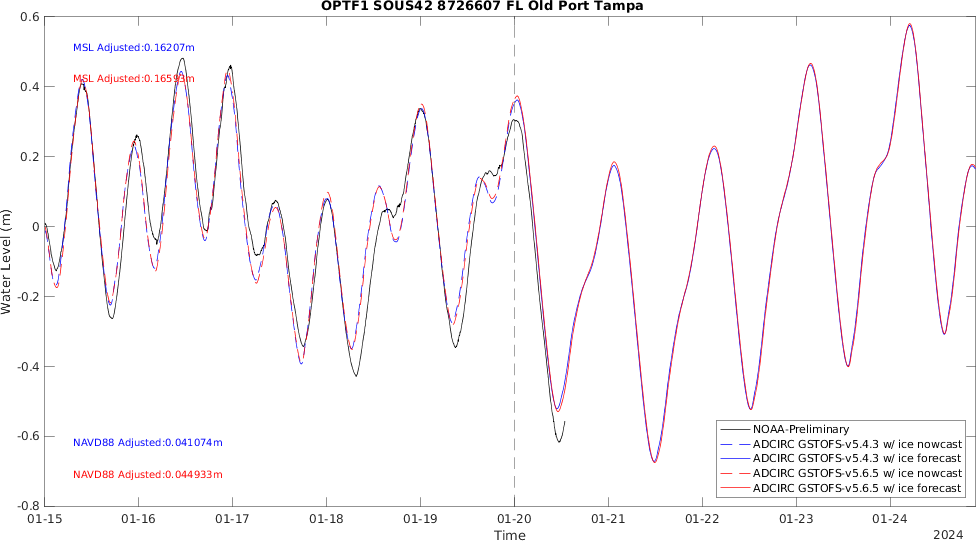 OPTF1 SOUS42 8726607 FL Old Port Tampa
0.6
MSL Adjusted:0.16207m
MSL Adjusted:0.16593m
0.4
0.2
0
Water Level (m)
-0.2
-0.4
NAVD88 Adjusted:0.041074m
NAVD88 Adjusted:0.044933m
-0.6
-0.8
NOAA-Preliminary
ADCIRC GSTOFS-v5.4.3 w/ ice nowcast
ADCIRC GSTOFS-v5.4.3 w/ ice forecast
ADCIRC GSTOFS-v5.6.5 w/ ice nowcast
ADCIRC GSTOFS-v5.6.5 w/ ice forecast
01-15 01-16 01-17 01-18 01-19 01-20 01-21 01-22 01-23 01-24
Time
2024